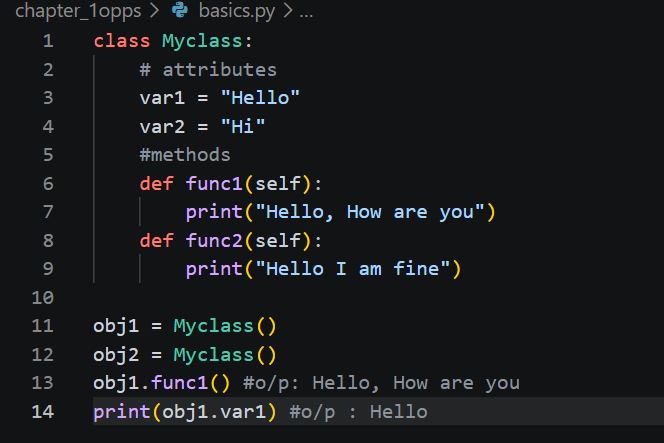 chapter_1opps > basics.py > ...
1 class Myclass:
2     # attributes
3     var1 = "Hello"
4     var2 = "Hi"
5     #methods
6     def func1(self):
7         print("Hello, How are you")
8     def func2(self):
9         print("Hello I am fine")
10
11 obj1 = Myclass()
12 obj2 = Myclass()
13 obj1.func1() #o/p: Hello, How are you
14 print(obj1.var1) #o/p : Hello